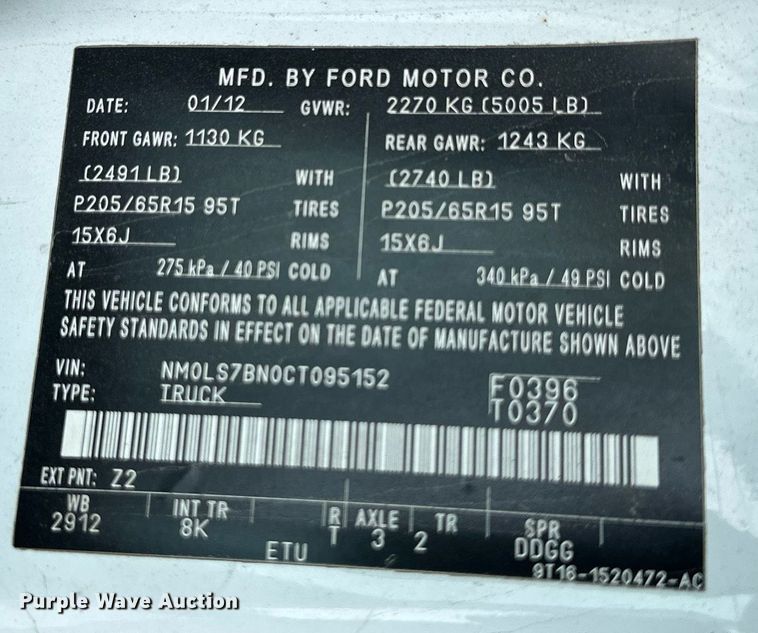 MFD. BY FORD MOTOR CO.
DATE: 01/12 GVWR: 2270 KG (5005 LB)
FRONT GAWR: 1130 KG REAR GAWR: 1243 KG
(2491 LB) WITH (2740 LB) WITH
P205/65R15 95T TIRES P205/65R15 95T TIRES
15X6J RIMS 15X6J RIMS
AT 275 kPa / 40 PSI COLD AT 340 kPa / 49 PSI COLD
THIS VEHICLE CONFORMS TO ALL APPLICABLE FEDERAL MOTOR VEHICLE
SAFETY STANDARDS IN EFFECT ON THE DATE OF MANUFACTURE SHOWN ABOVE
VIN: NM0LS7BN0CT095152 F0396
TYPE: TRUCK T0370
EXT PNT: Z2
WB INT TR R AXLE TR SPR
2912 8K T 3 2 DDGG
ETU 9T16-1520472-AC
Purple Wave Auction